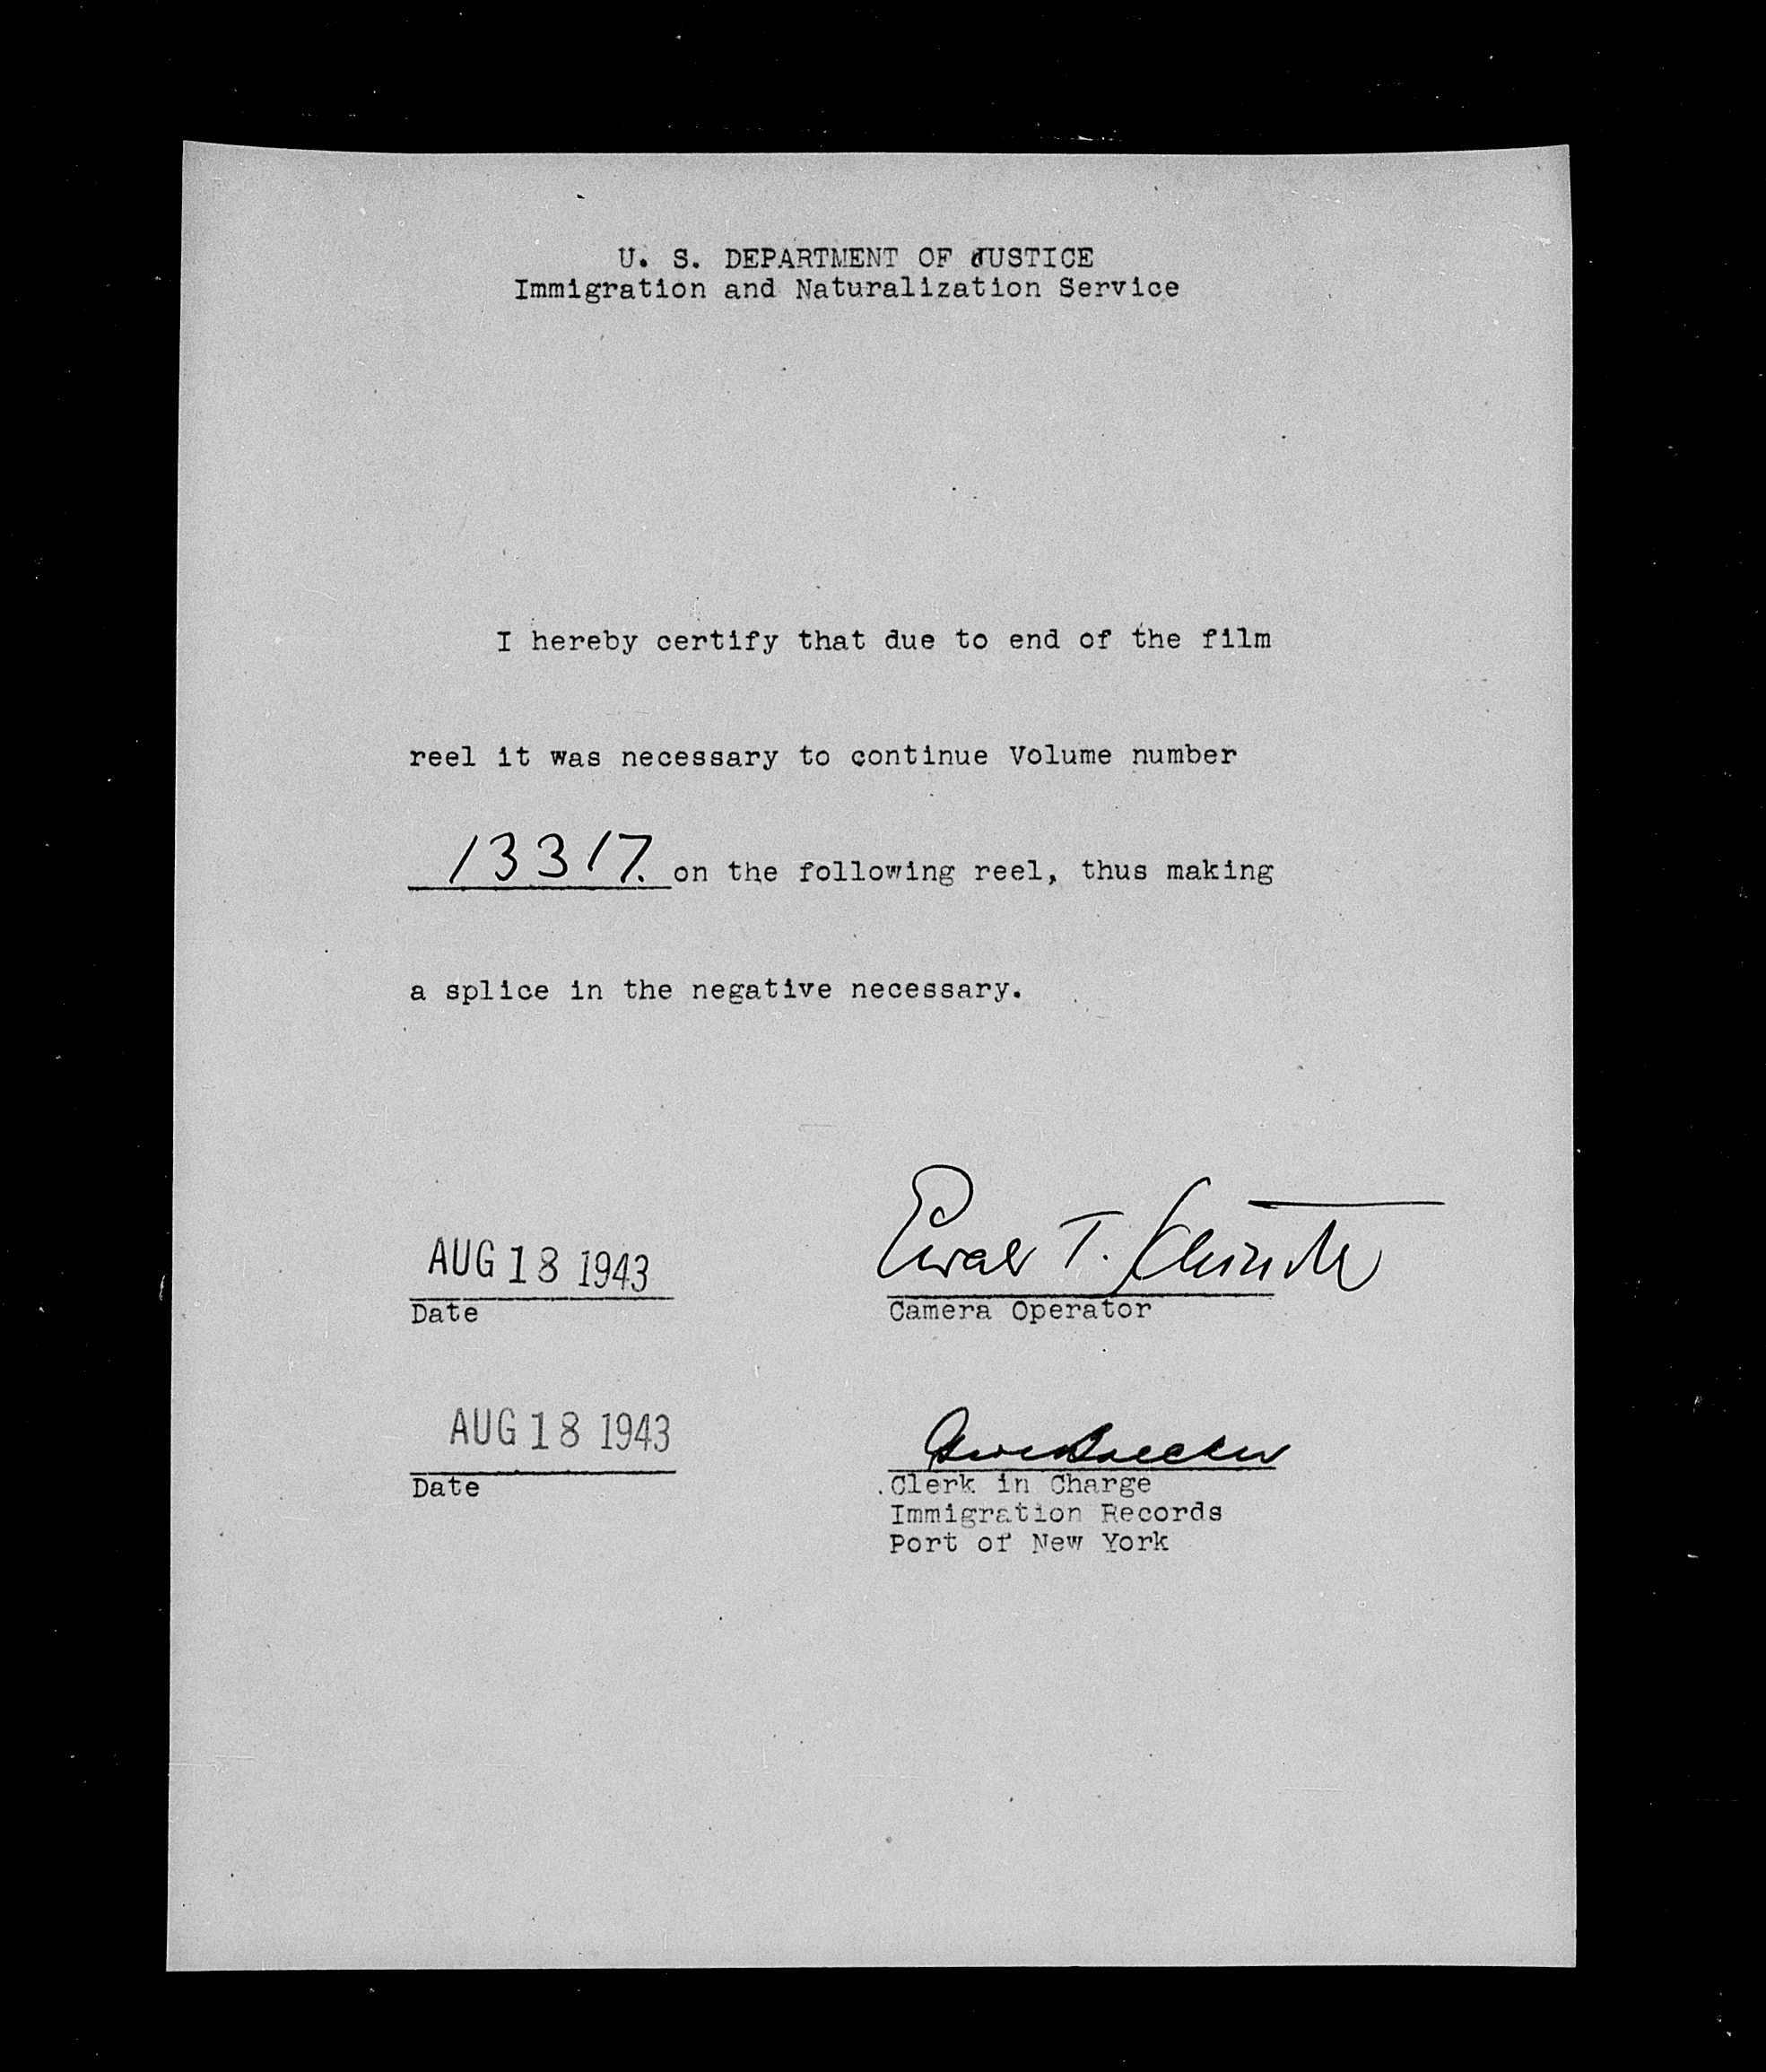 U. S. DEPARTMENT OF JUSTICE
Immigration and Naturalization Service
I hereby certify that due to end of the film
reel it was necessary to continue Volume number
13317. on the following reel, thus making
a splice in the negative necessary.
AUG 18 1943
Date
T.
Camera Operator
AUG 18 1943
Date
Clerk in Charge
Immigration Records
Port of New York